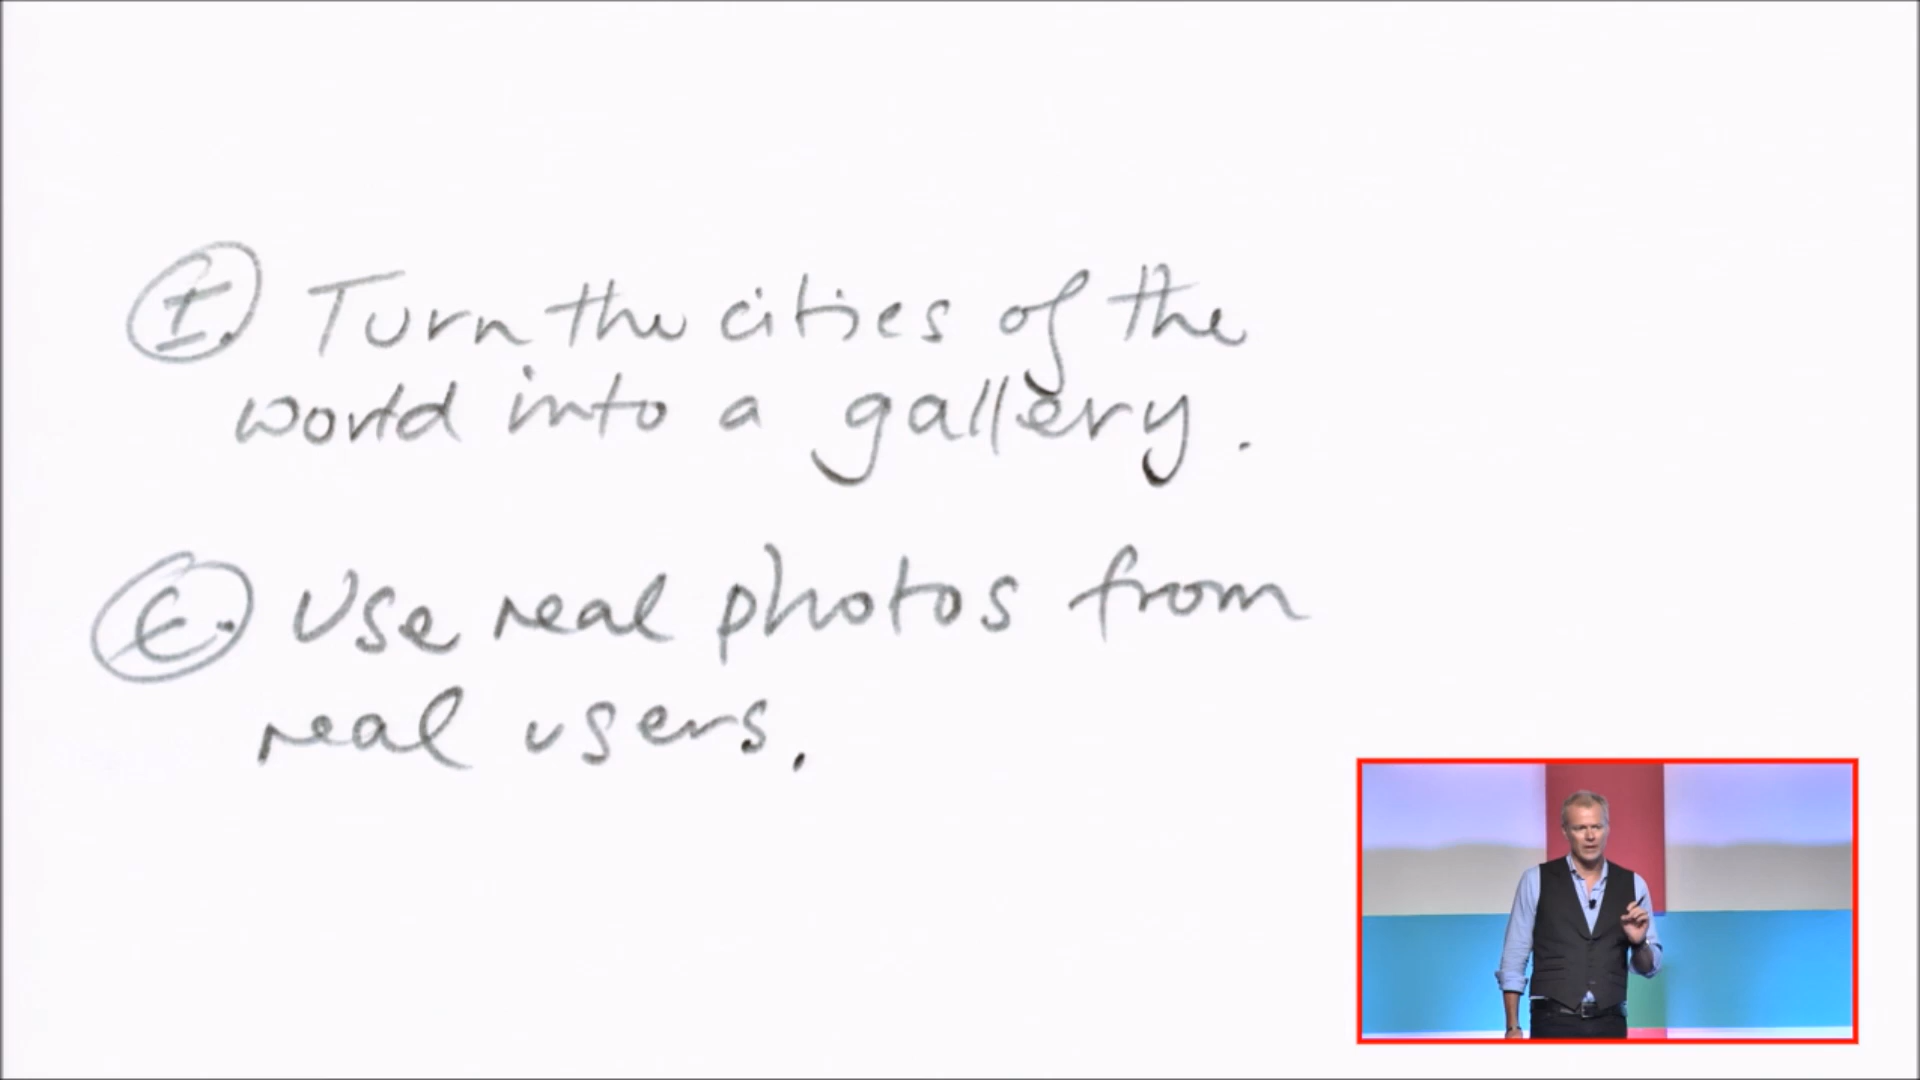 I. Turn the cities of the
world into a gallery.
E. Use real photos from
real users.